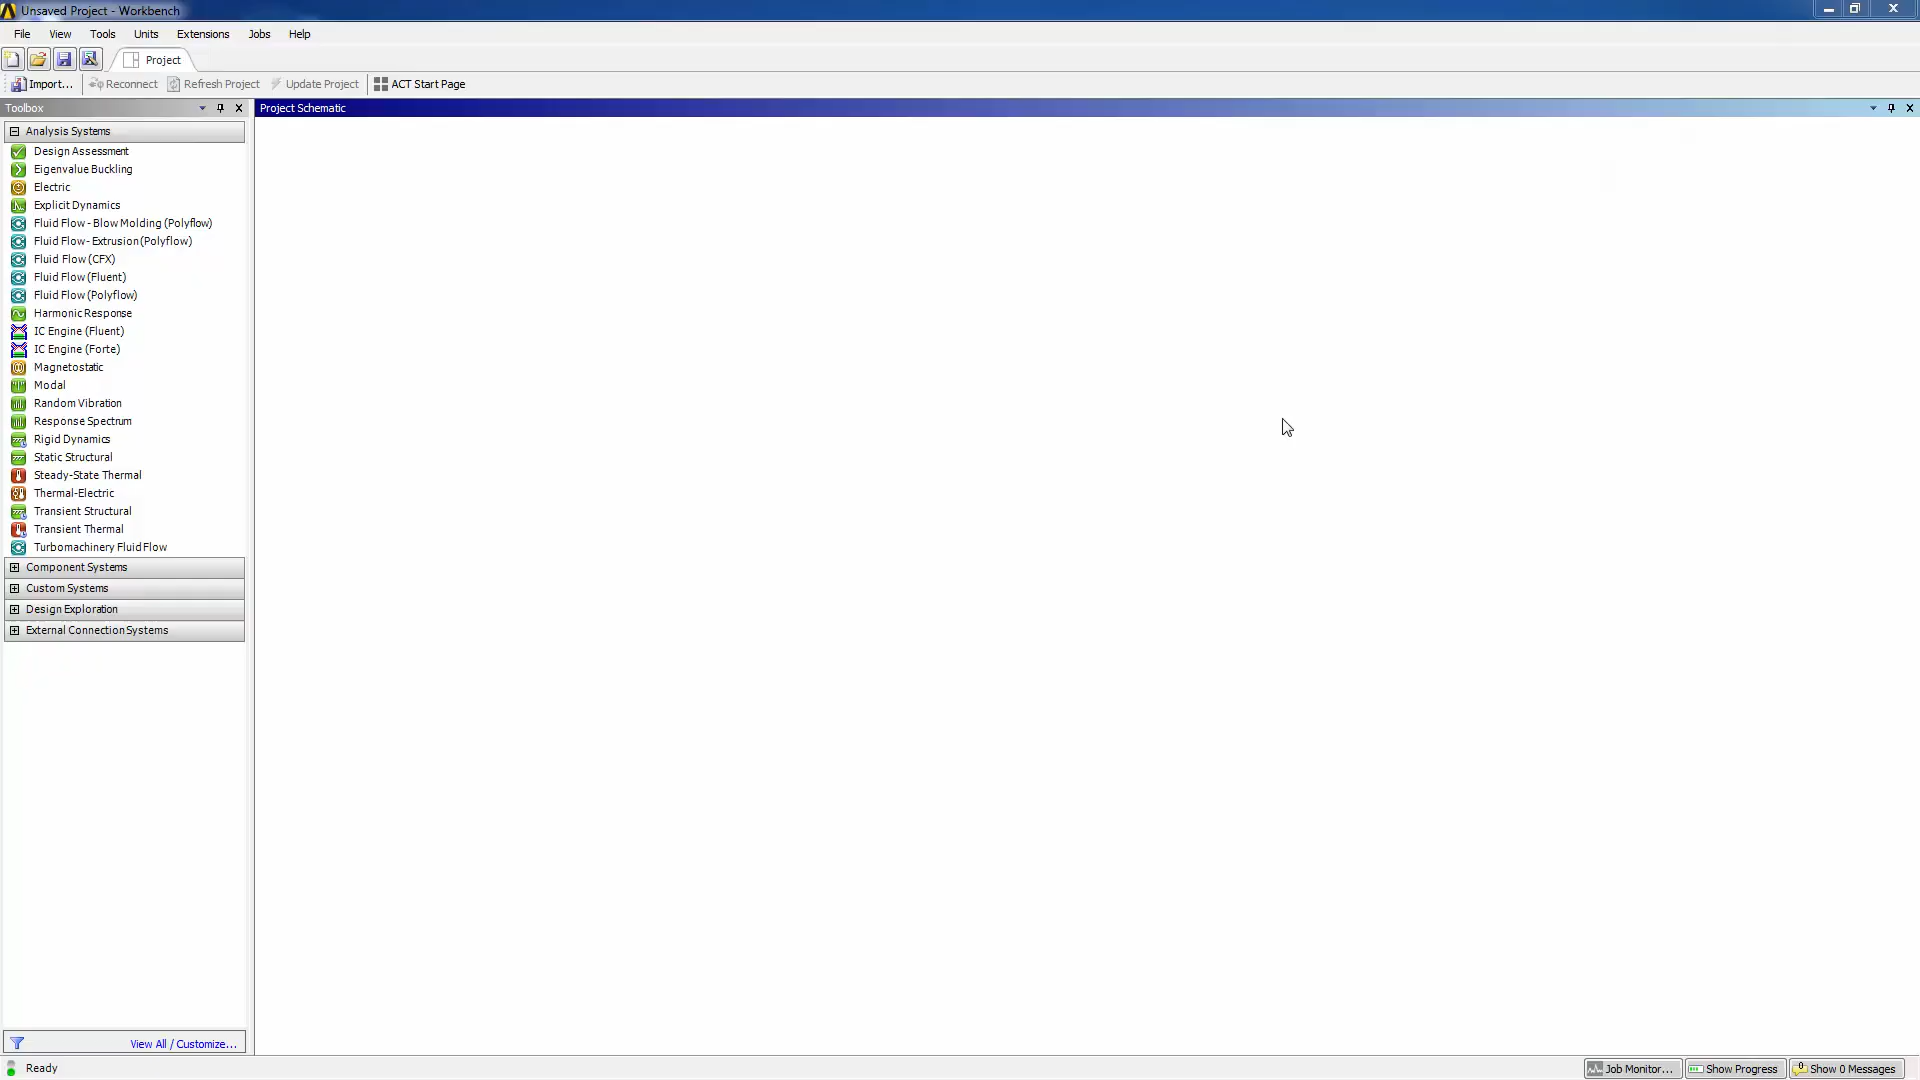 Unsaved Project - Workbench
File View Tools Units Extensions Jobs Help
Project
Import... Reconnect Refresh Project Update Project ACT Start Page
Toolbox
Project Schematic
Analysis Systems
Design Assessment
Eigenvalue Buckling
Electric
Explicit Dynamics
Fluid Flow - Blow Molding (Polyflow)
Fluid Flow - Extrusion (Polyflow)
Fluid Flow (CFX)
Fluid Flow (Fluent)
Fluid Flow (Polyflow)
Harmonic Response
IC Engine (Fluent)
IC Engine (Forte)
Magnetostatic
Modal
Random Vibration
Response Spectrum
Rigid Dynamics
Static Structural
Steady-State Thermal
Thermal-Electric
Transient Structural
Transient Thermal
Turbomachinery Fluid Flow
Component Systems
Custom Systems
Design Exploration
External Connection Systems
View All / Customize...
Ready
Job Monitor... Show Progress Show 0 Messages